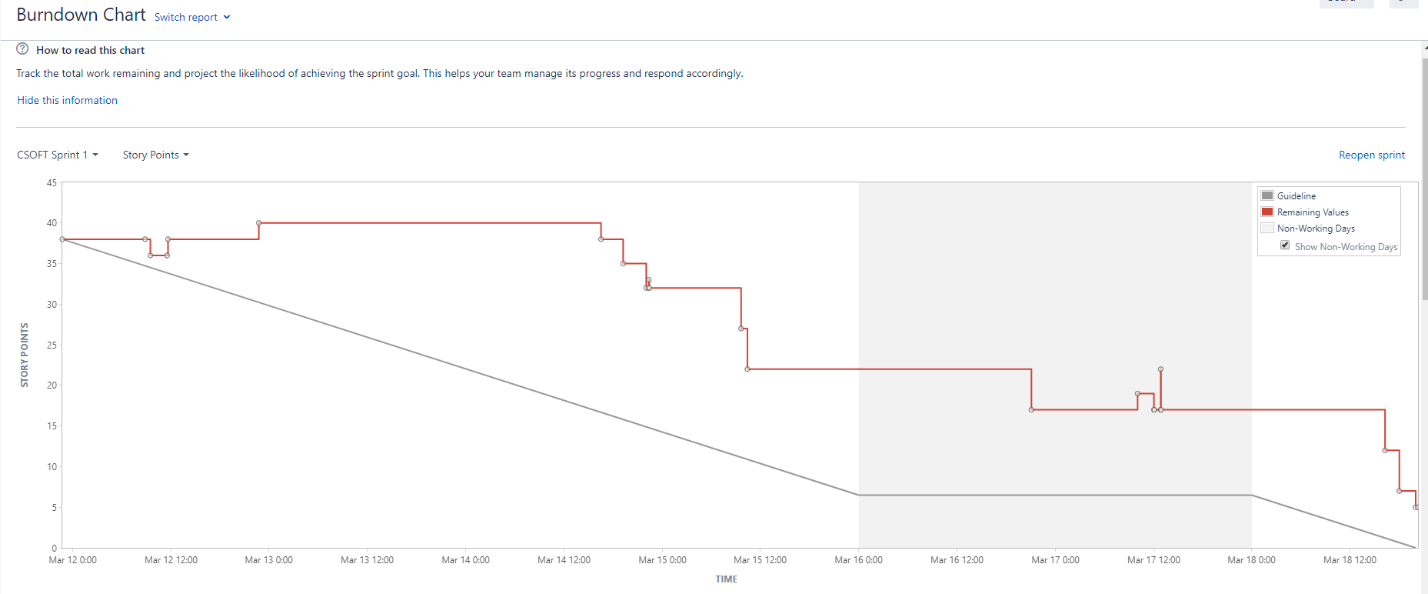 Burndown Chart Switch report
How to read this chart
Track the total work remaining and project the likelihood of achieving the sprint goal. This helps your team manage its progress and respond accordingly.
Hide this information
CSOFT Sprint 1 Story Points Reopen sprint
Guideline
Remaining Values
Non-Working Days
Show Non-Working Days
45
40
35
30
25
20
15
10
5
0
STORY POINTS
Mar 12 0:00 Mar 12 12:00 Mar 13 0:00 Mar 13 12:00 Mar 14 0:00 Mar 14 12:00 Mar 15 0:00 Mar 15 12:00 Mar 16 0:00 Mar 16 12:00 Mar 17 0:00 Mar 17 12:00 Mar 18 0:00 Mar 18 12:00
TIME